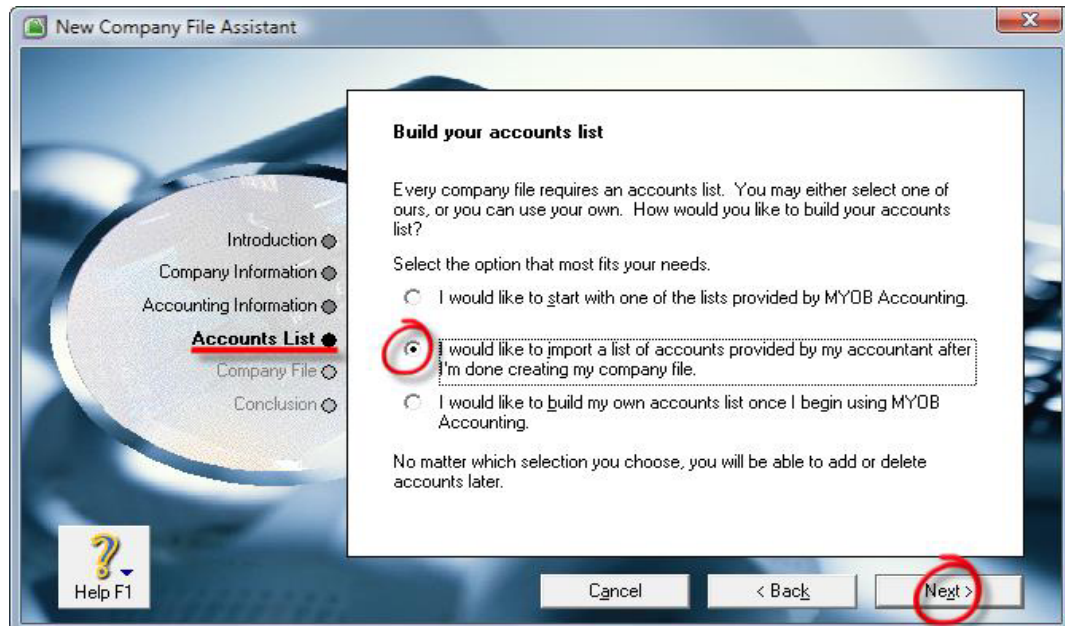 New Company File Assistant
Build your accounts list
Every company file requires an accounts list. You may either select one of
ours, or you can use your own. How would you like to build your accounts
list?
Select the option that most fits your needs.
I would like to start with one of the lists provided by MYOB Accounting.
I would like to import a list of accounts provided by my accountant after
I'm done creating my company file.
I would like to build my own accounts list once I begin using MYOB
Accounting.
No matter which selection you choose, you will be able to add or delete
accounts later.
Introduction
Company Information
Accounting Information
Accounts List
Company File
Conclusion
Help F1
Cancel
< Back
Next >